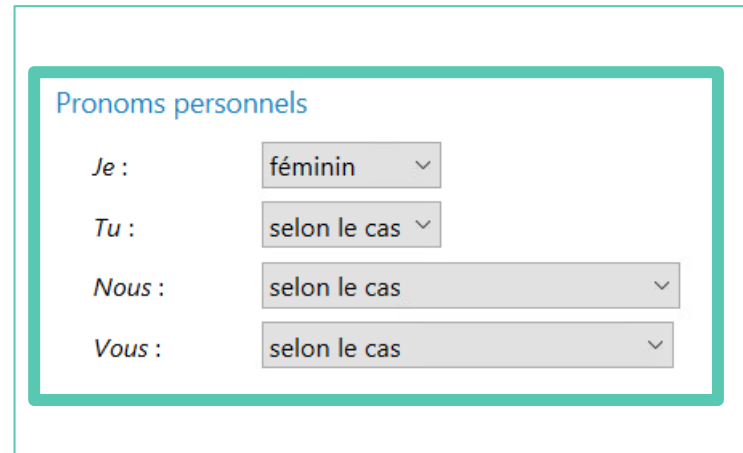 Pronoms personnels
Je : féminin
Tu : selon le cas
Nous : selon le cas
Vous : selon le cas